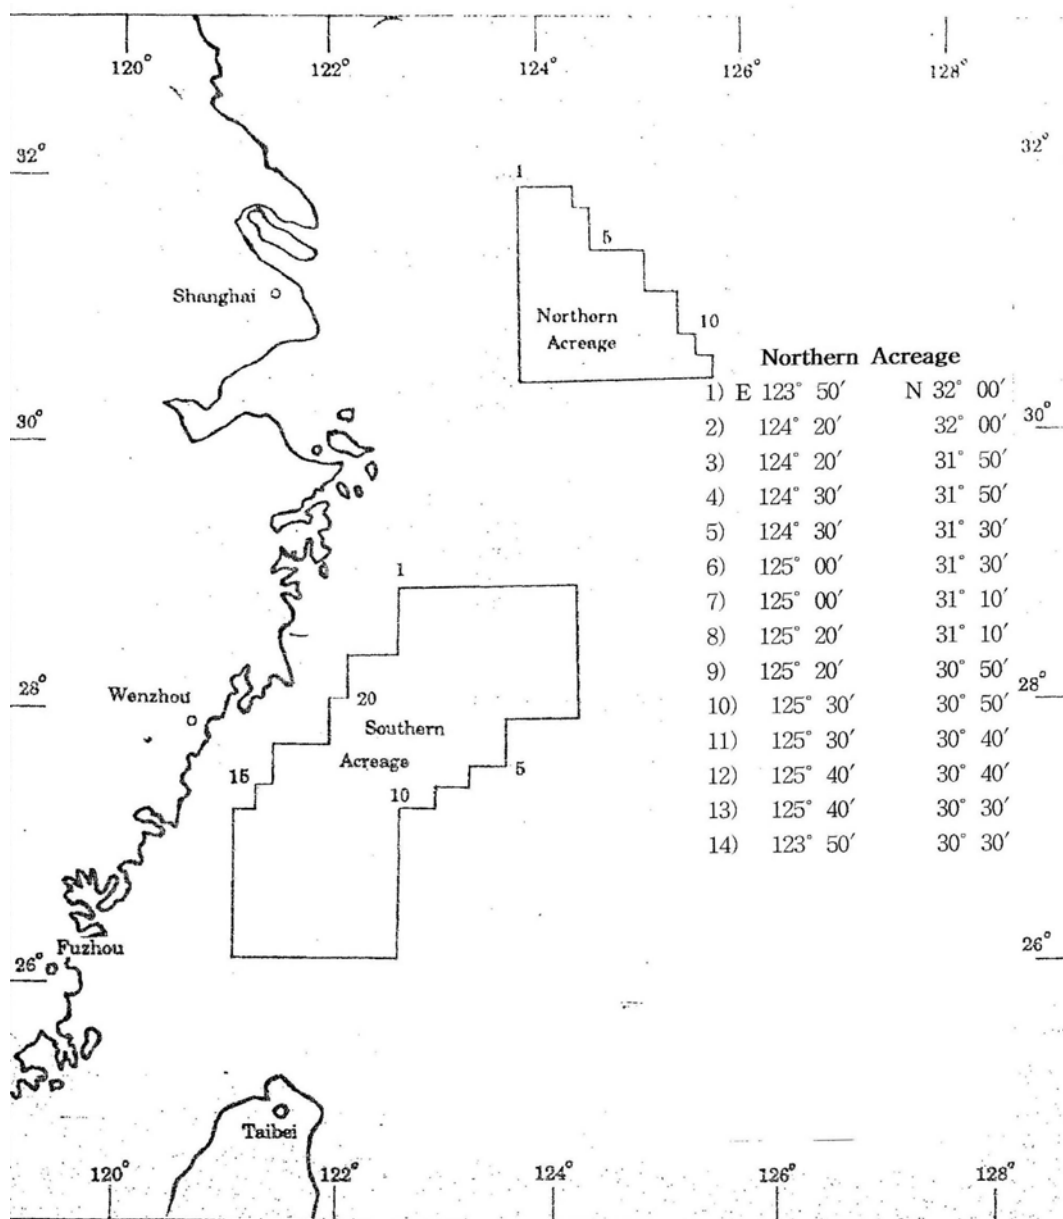 120° 122° 124° 126° 128°
32° 32°
1
5
Shanghai
Northern
Acreage
10
Northern Acreage
1) E 123° 50′ N 32° 00′
2) 124° 20′ 32° 00′
3) 124° 20′ 31° 50′
4) 124° 30′ 31° 50′
5) 124° 30′ 31° 30′
6) 125° 00′ 31° 30′
7) 125° 00′ 31° 10′
8) 125° 20′ 31° 10′
9) 125° 20′ 30° 50′
10) 125° 30′ 30° 50′
11) 125° 30′ 30° 40′
12) 125° 40′ 30° 40′
13) 125° 40′ 30° 30′
14) 123° 50′ 30° 30′
30° 30°
1
28° 28°
Wenzhou
20
Southern
Acreage
15
5
10
Fuzhou
26° 26°
Taibei
120° 122° 124° 126° 128°